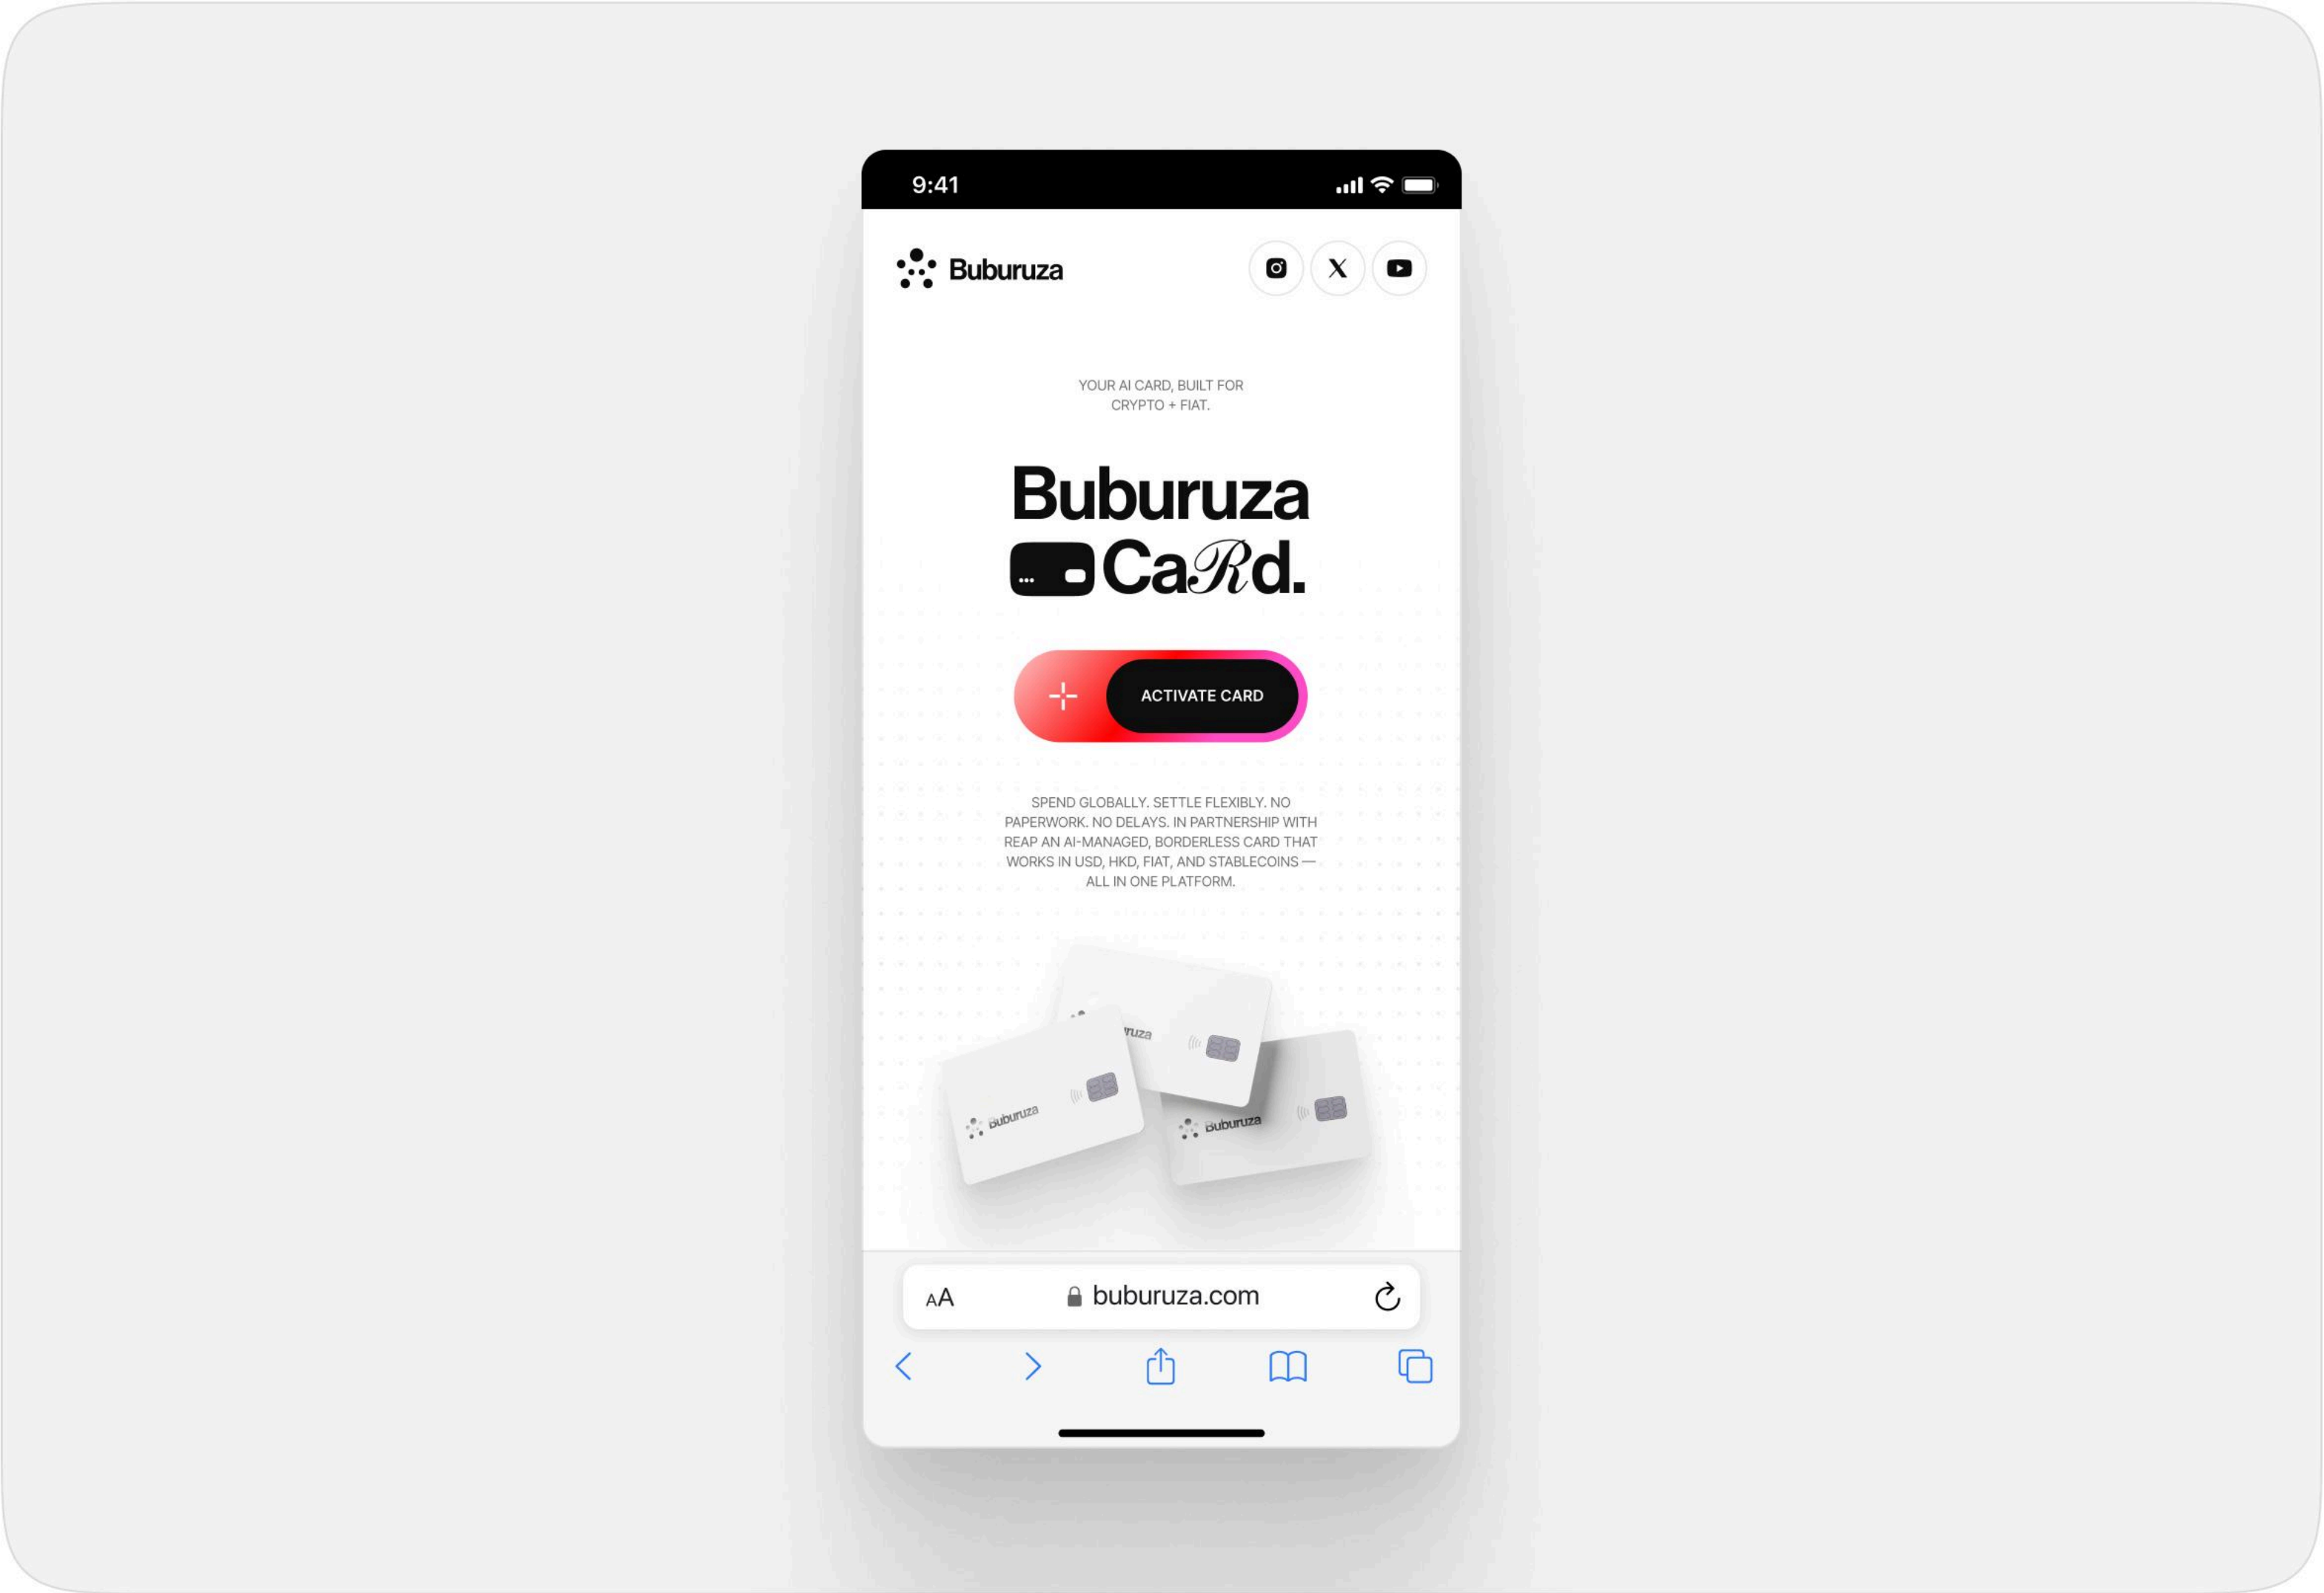 9:41
Buburuza
YOUR AI CARD, BUILT FOR
CRYPTO + FIAT.
Buburuza
Caℛd.
ACTIVATE CARD
SPEND GLOBALLY. SETTLE FLEXIBLY. NO
PAPERWORK. NO DELAYS. IN PARTNERSHIP WITH
REAP AN AI-MANAGED, BORDERLESS CARD THAT
WORKS IN USD, HKD, FIAT, AND STABLECOINS —
ALL IN ONE PLATFORM.
uruza
Buburuza
Buburuza
AA
buburuza.com